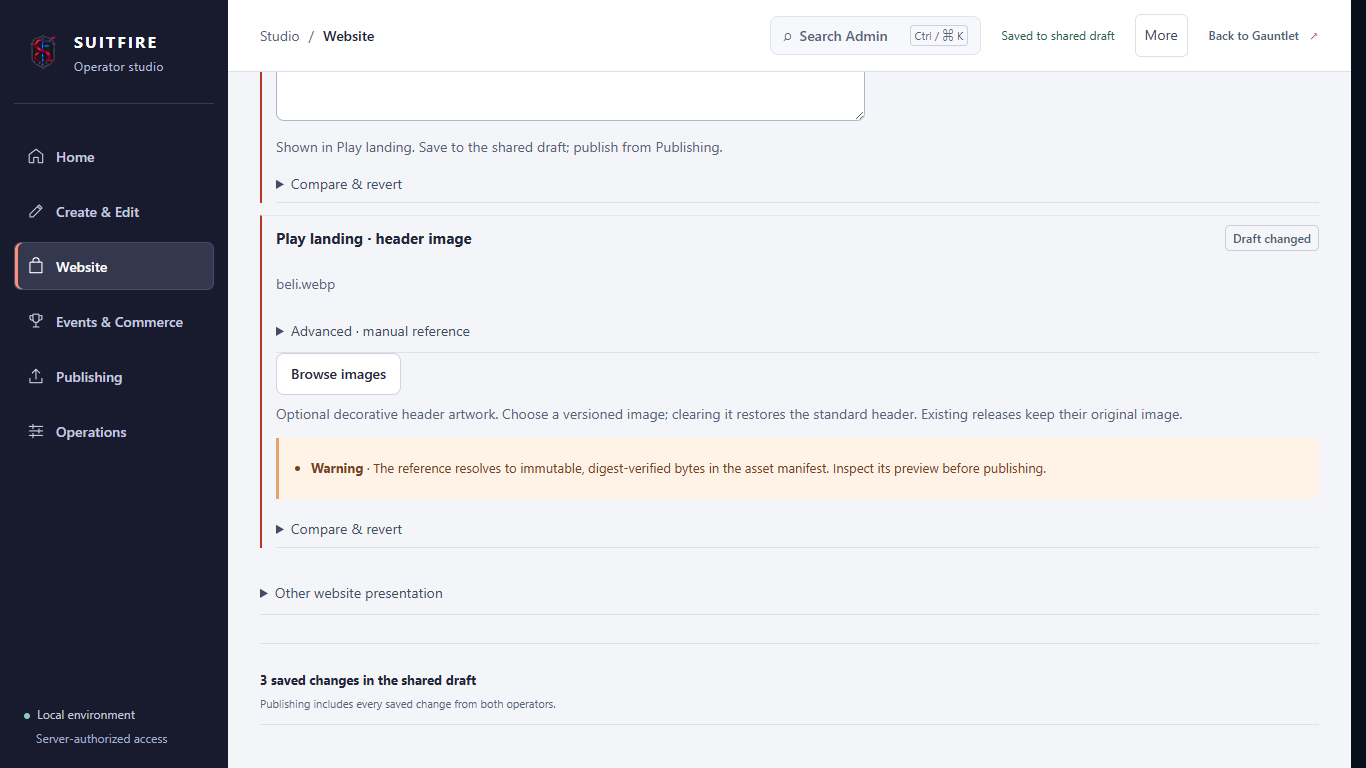 SUITFIRE
Operator studio
Home
Create & Edit
Website
Events & Commerce
Publishing
Operations
Local environment
Server-authorized access
Studio / Website
Search Admin Ctrl / ⌘ K
Saved to shared draft
More
Back to Gauntlet ↗
Shown in Play landing. Save to the shared draft; publish from Publishing.
Compare & revert
Play landing · header image
Draft changed
beli.webp
Advanced · manual reference
Browse images
Optional decorative header artwork. Choose a versioned image; clearing it restores the standard header. Existing releases keep their original image.
Warning · The reference resolves to immutable, digest-verified bytes in the asset manifest. Inspect its preview before publishing.
Compare & revert
Other website presentation
3 saved changes in the shared draft
Publishing includes every saved change from both operators.